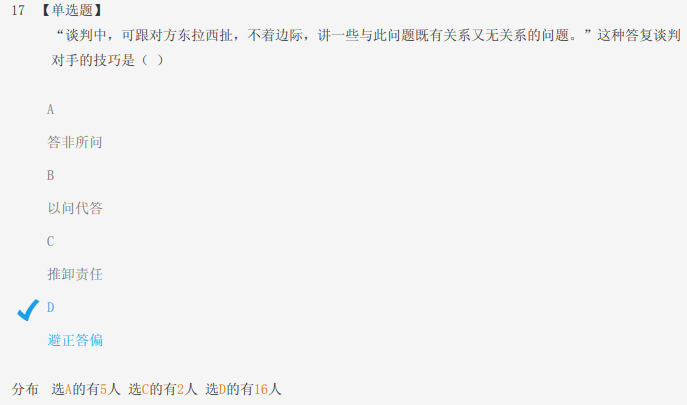 17 【单选题】
“谈判中，可跟对方东拉西扯，不着边际，讲一些与此问题既有关系又无关系的问题。”这种答复谈判
对手的技巧是（ ）
A
答非所问
B
以问代答
C
推卸责任
D
避正答偏
分布 选A的有5人 选C的有2人 选D的有16人